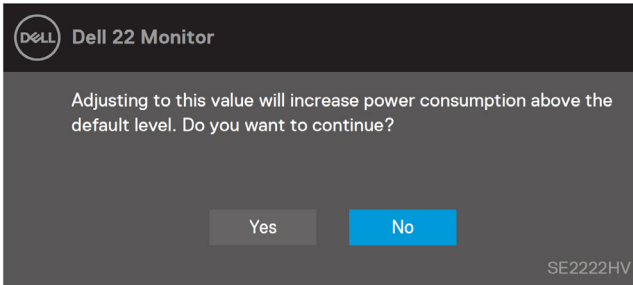 DELL Dell 22 Monitor
Adjusting to this value will increase power consumption above the
default level. Do you want to continue?
Yes No
SE2222HV